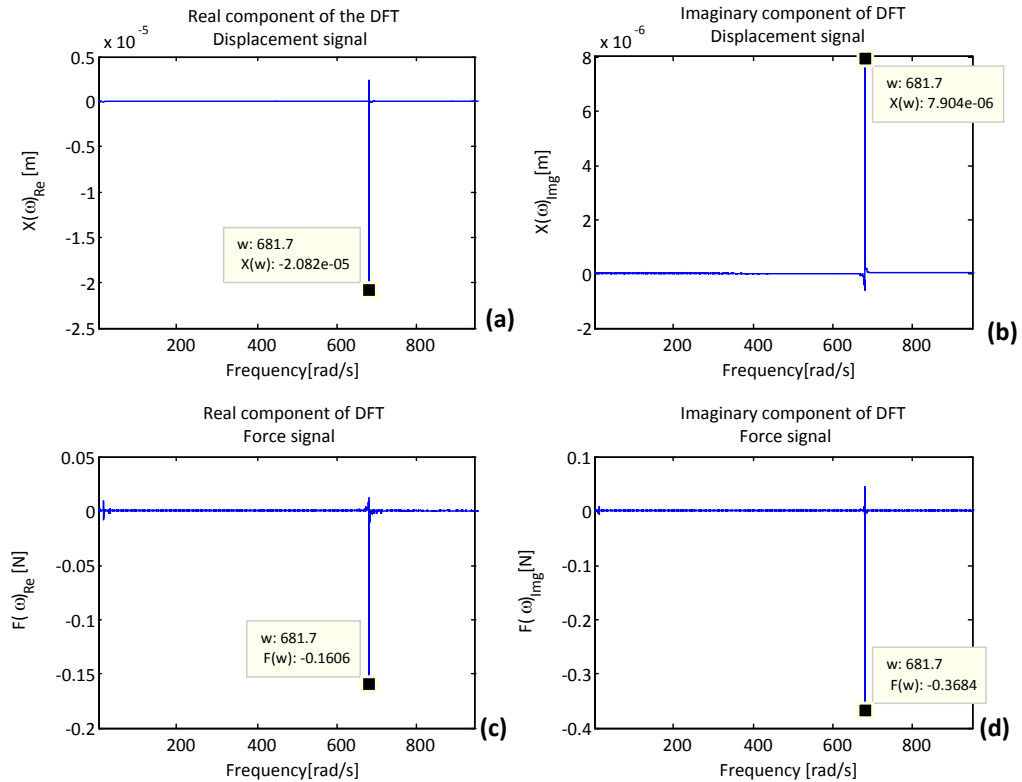 Real component of the DFT
Displacement signal
x 10⁻⁵
0.5
0
-0.5
-1
-1.5
-2
-2.5
X(ω)Re [m]
w: 681.7
X(w): -2.082e-05
200 400 600 800
Frequency[rad/s]
(a)
Imaginary component of DFT
Displacement signal
x 10⁻⁶
8
6
4
2
0
-2
X(ω)Img[m]
w: 681.7
X(w): 7.904e-06
200 400 600 800
Frequency[rad/s]
(b)
Real component of DFT
Force signal
0.05
0
-0.05
-0.1
-0.15
-0.2
F( ω)Re [N]
w: 681.7
F(w): -0.1606
200 400 600 800
Frequency[rad/s]
(c)
Imaginary component of DFT
Force signal
0.1
0
-0.1
-0.2
-0.3
-0.4
F( ω)Img[N]
w: 681.7
F(w): -0.3684
200 400 600 800
Frequency [rad/s]
(d)